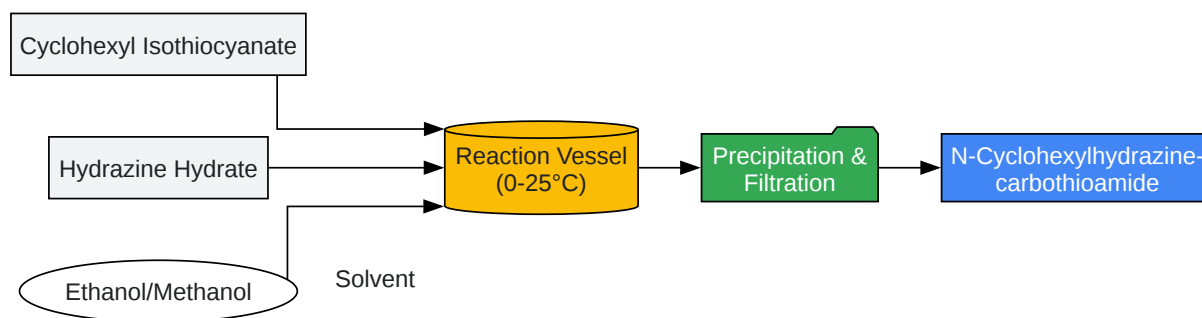 Cyclohexyl Isothiocyanate
Hydrazine Hydrate
Ethanol/Methanol
Solvent
Reaction Vessel
(0-25°C)
Precipitation &
Filtration
N-Cyclohexylhydrazine-
carbothioamide